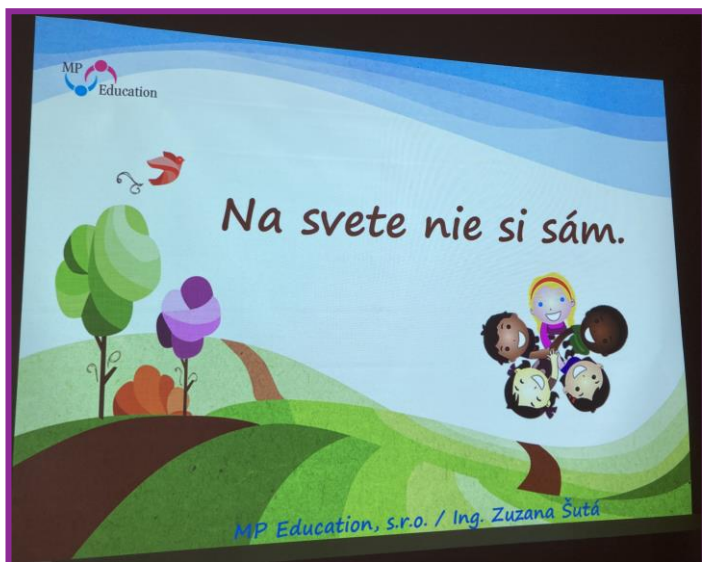 MP
Education
Na svete nie si sám.
MP Education, s.r.o. / Ing. Zuzana Šutá